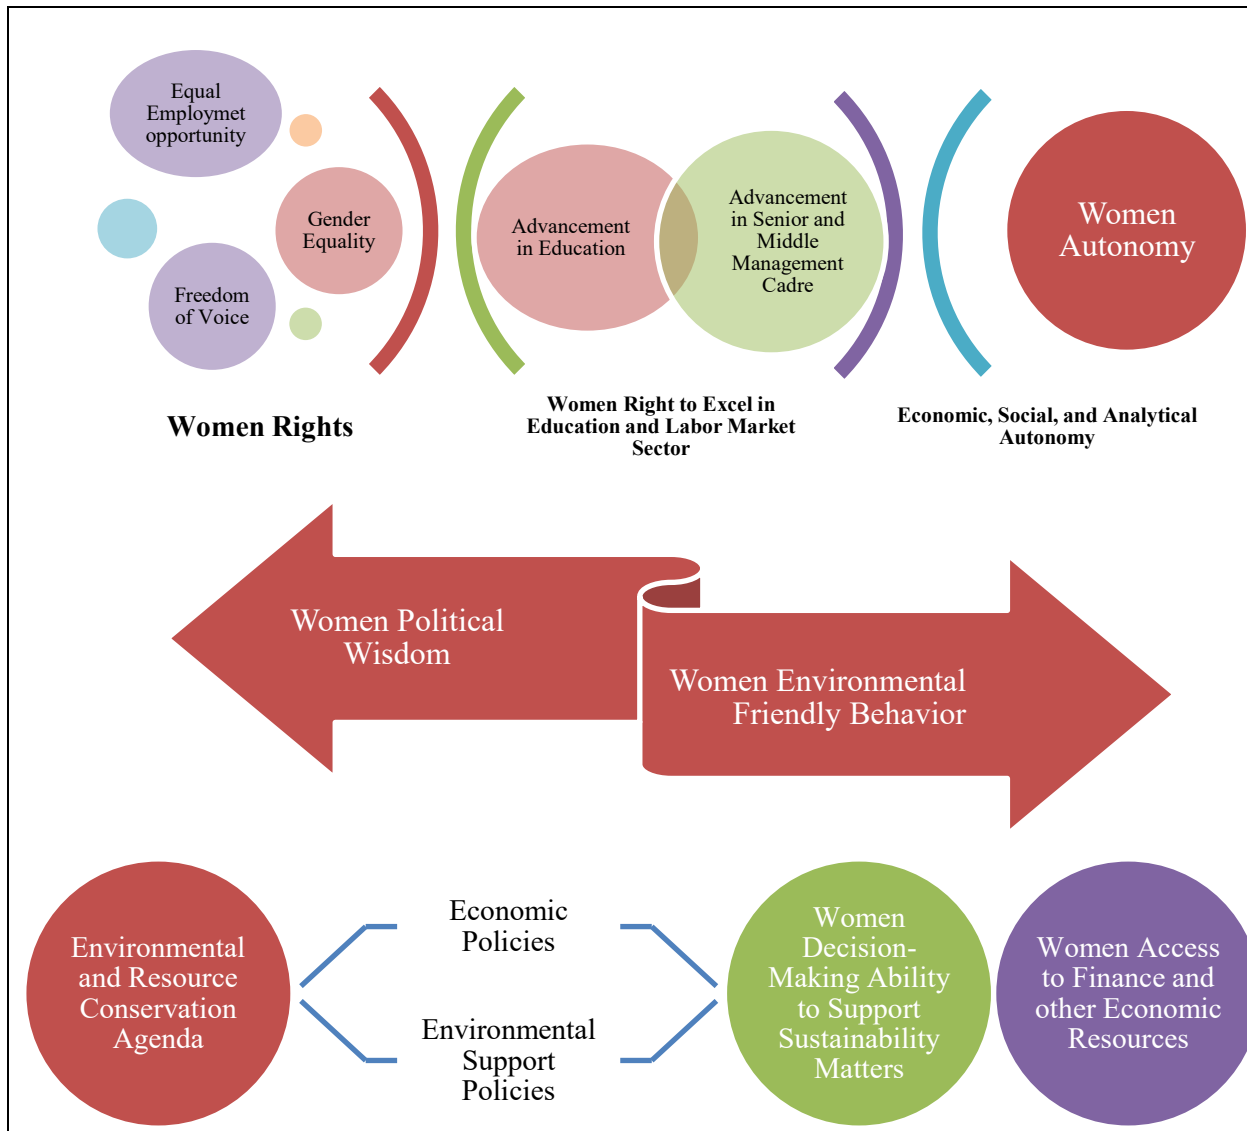 Equal
Employmet
opportunity
Gender
Equality
Freedom
of Voice
Women Rights
Advancement
in Education
Advancement
in Senior and
Middle
Management
Cadre
Women Right to Excel in
Education and Labor Market
Sector
Women
Autonomy
Economic, Social, and Analytical
Autonomy
Women Political
Wisdom
Women Environmental
Friendly Behavior
Environmental
and Resource
Conservation
Agenda
Economic
Policies
Environmental
Support
Policies
Women
Decision-
Making Ability
to Support
Sustainability
Matters
Women Access
to Finance and
other Economic
Resources